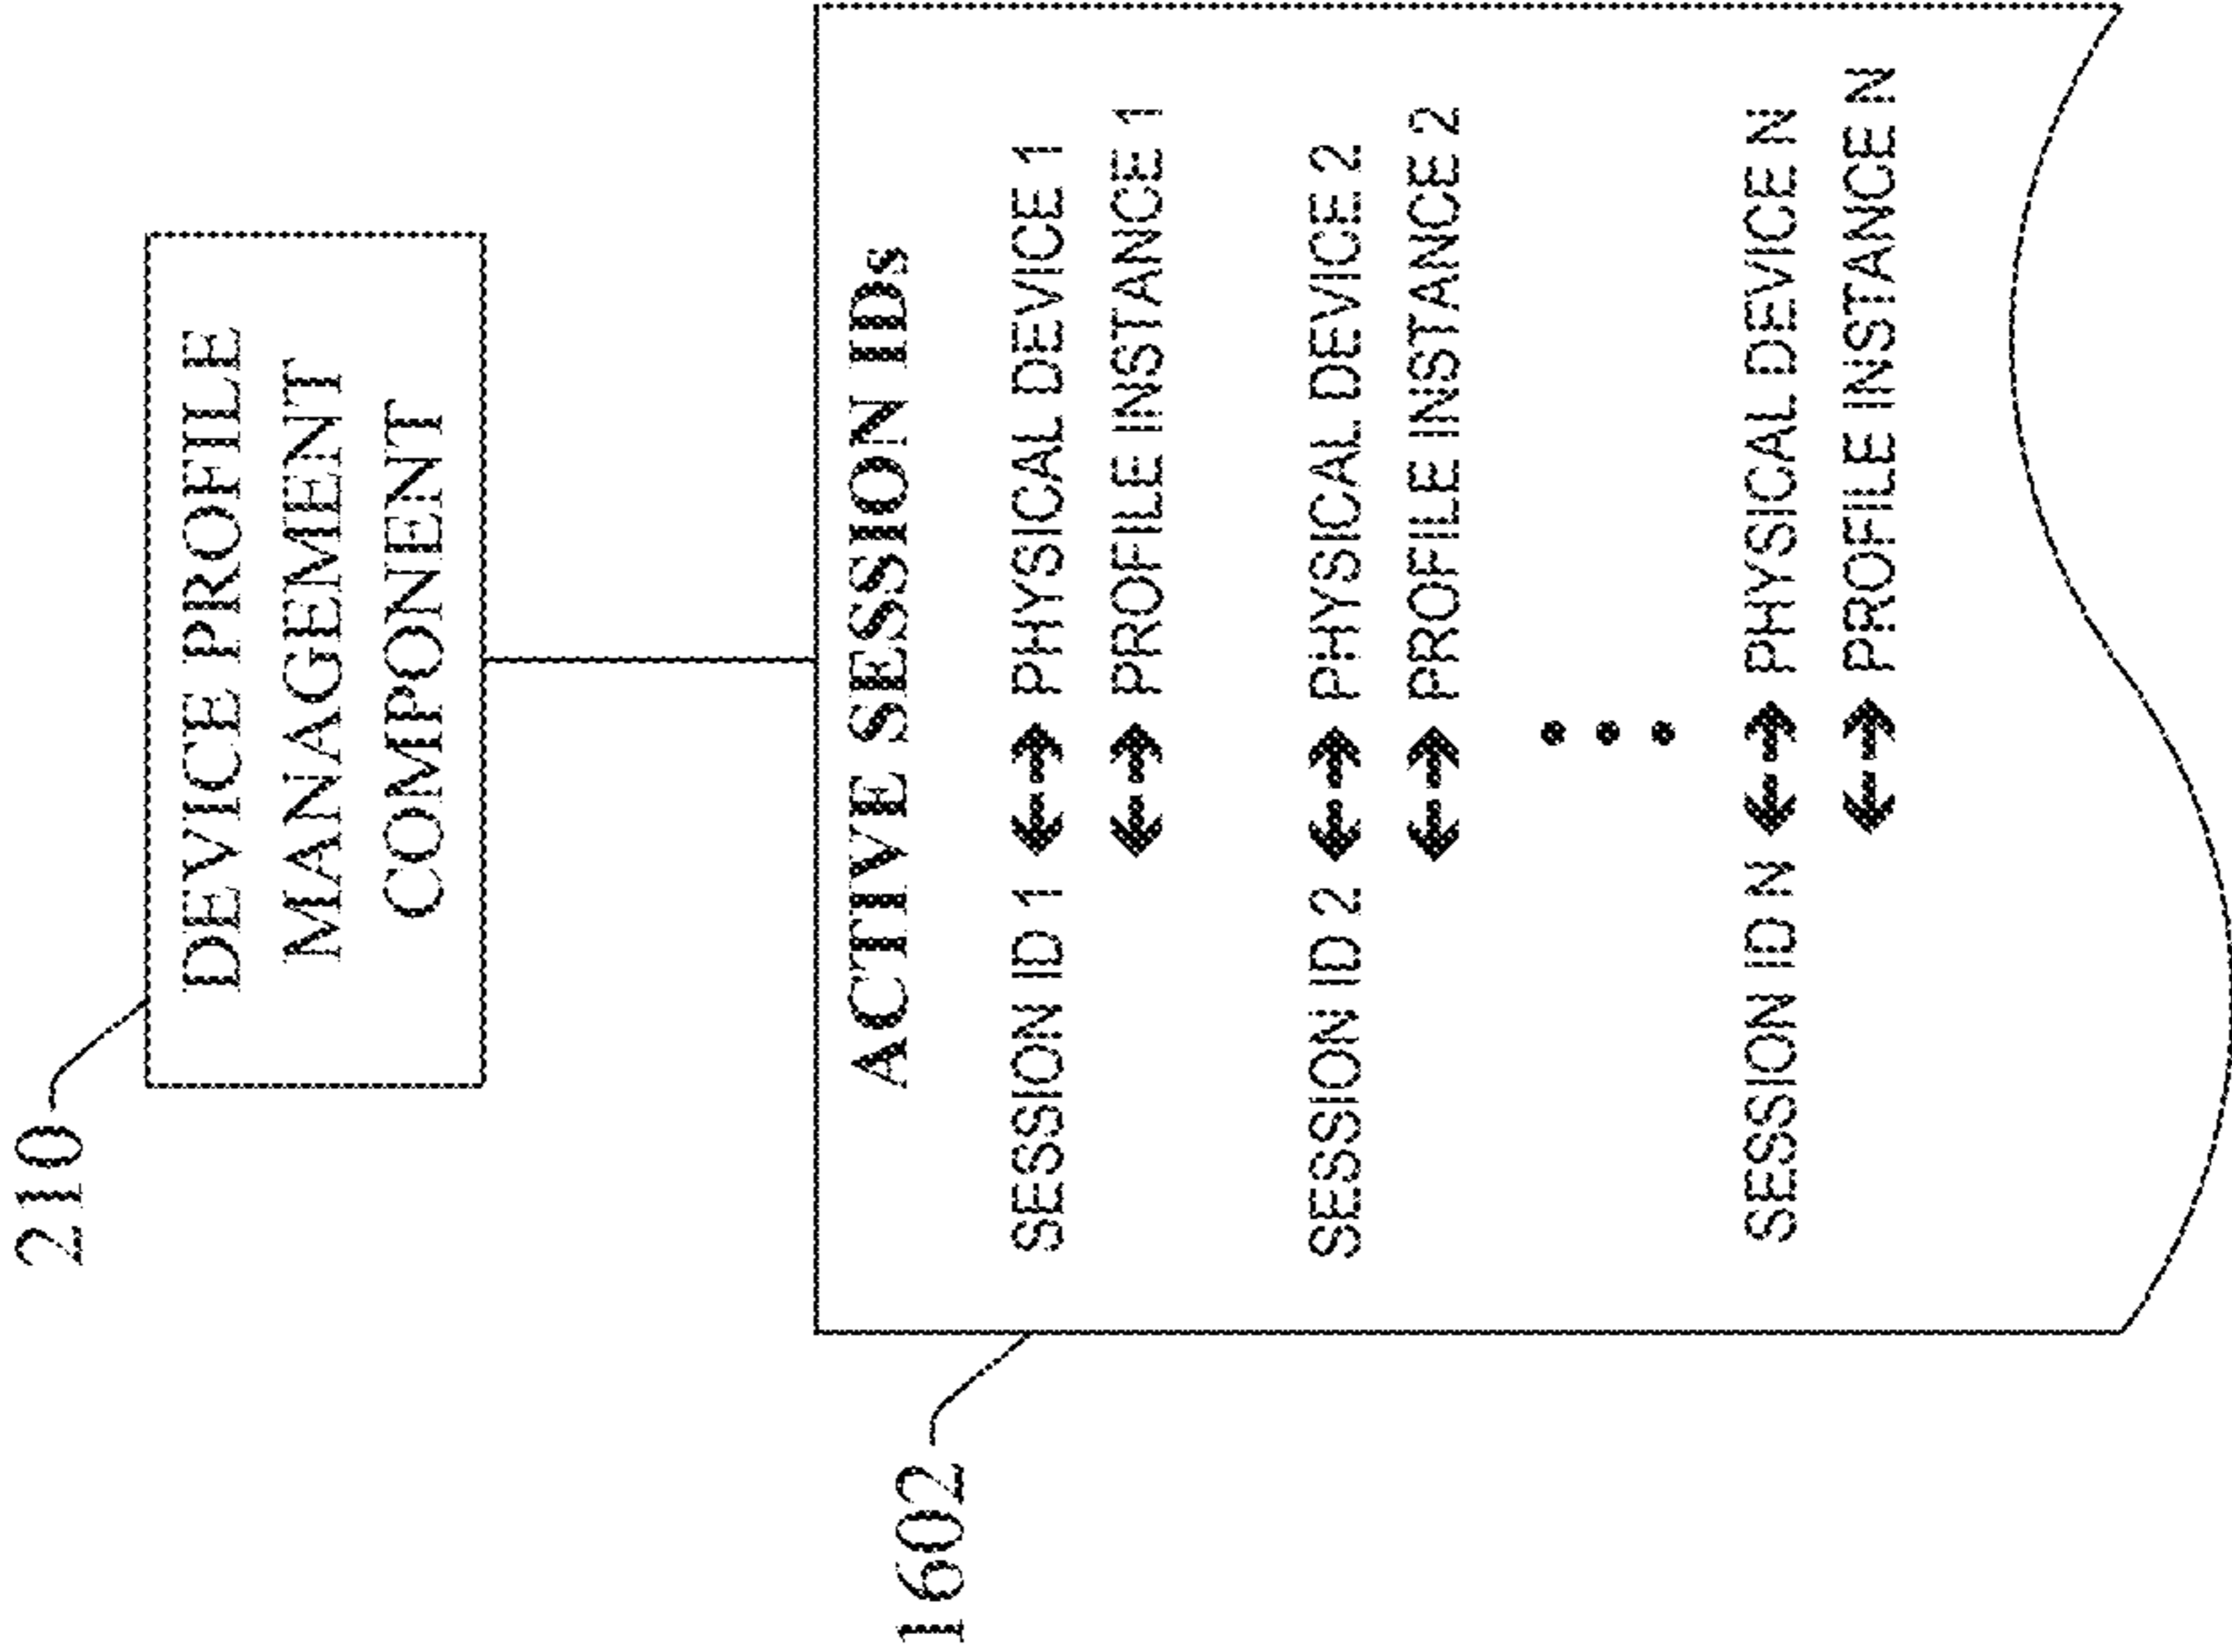 210
DEVICE PROFILE
MANAGEMENT
COMPONENT
1602
ACTIVE SESSION IDs
SESSION ID 1 ↔ PHYSICAL DEVICE 1
↔ PROFILE INSTANCE 1
SESSION ID 2 ↔ PHYSICAL DEVICE 2
↔ PROFILE INSTANCE 2
SESSION ID N ↔ PHYSICAL DEVICE N
↔ PROFILE INSTANCE N